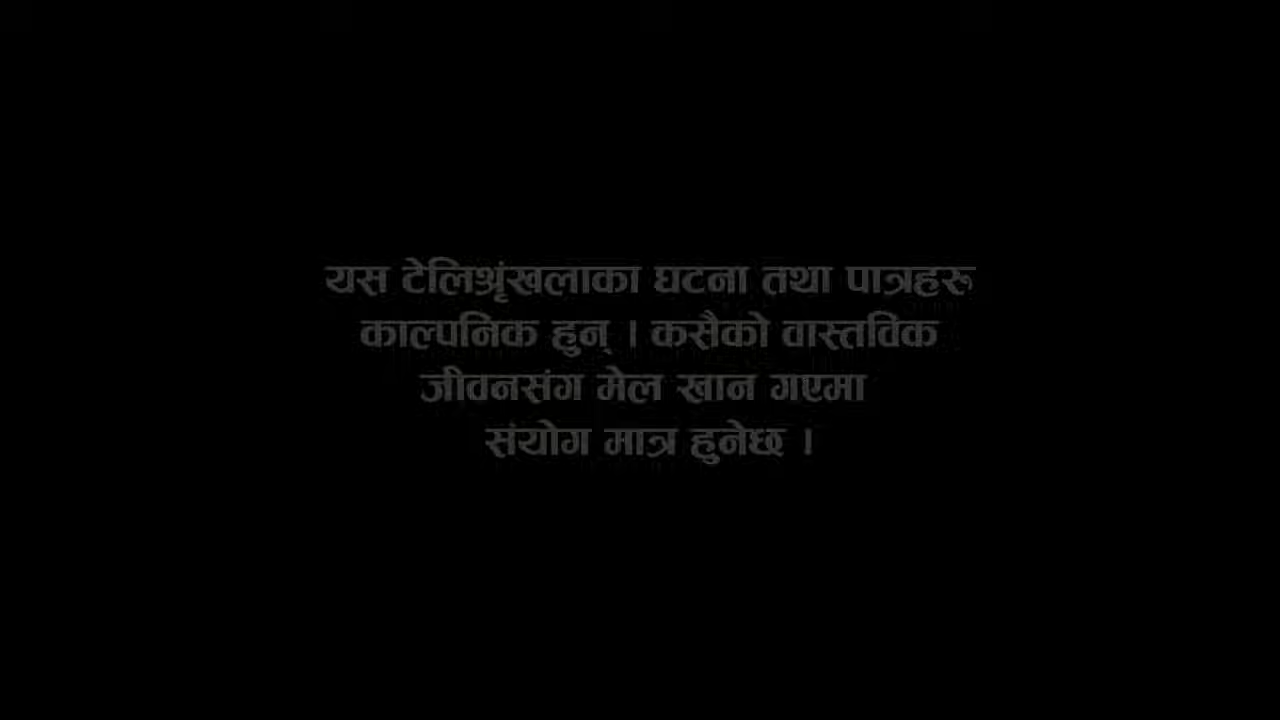 यस टेलिश्रृंखलाका घटना तथा पात्रहरू
काल्पनिक हुन् । कसैको वास्तविक
जीवनसंग मेल खान गएमा
संयोग मात्र हुनेछ ।